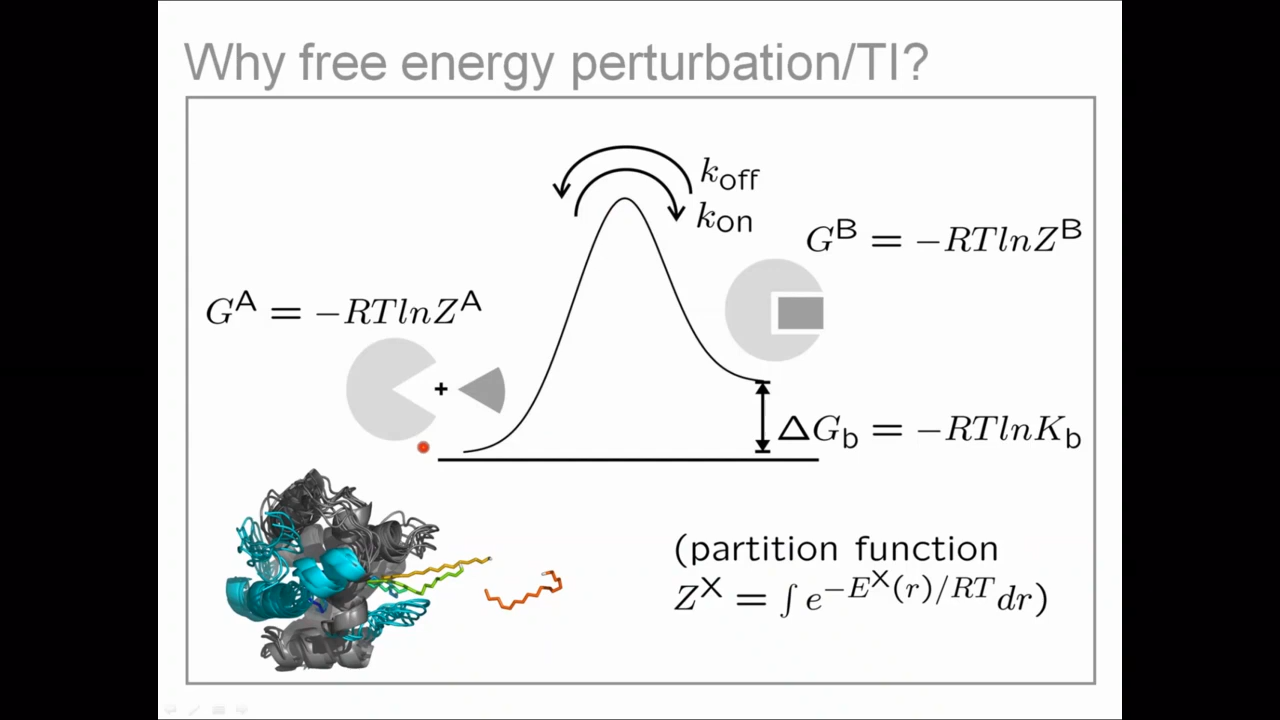 Why free energy perturbation/TI?
k_off
k_on
G^B = −RTlnZ^B
G^A = −RTlnZ^A
+
ΔG_b = −RTlnK_b
(partition function
Z^X = ∫ e^{−E^X(r)/RT} dr)